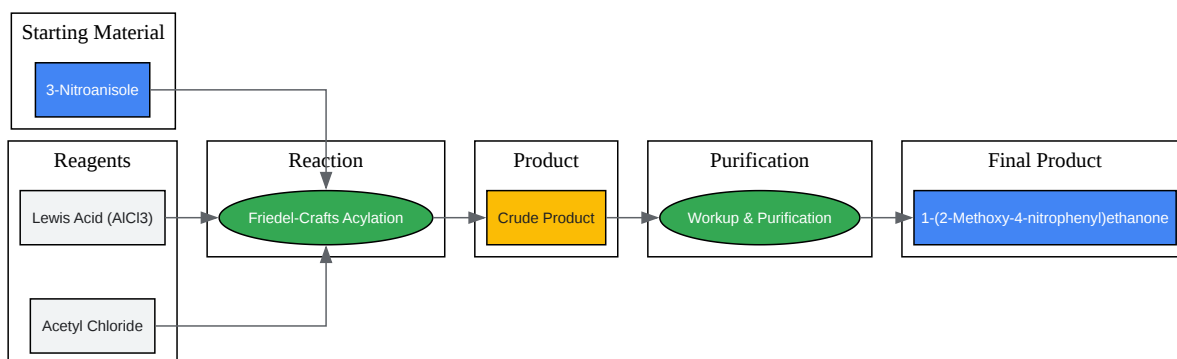 Starting Material
3-Nitroanisole
Reagents
Lewis Acid (AlCl3)
Acetyl Chloride
Reaction
Friedel-Crafts Acylation
Product
Crude Product
Purification
Workup & Purification
Final Product
1-(2-Methoxy-4-nitrophenyl)ethanone